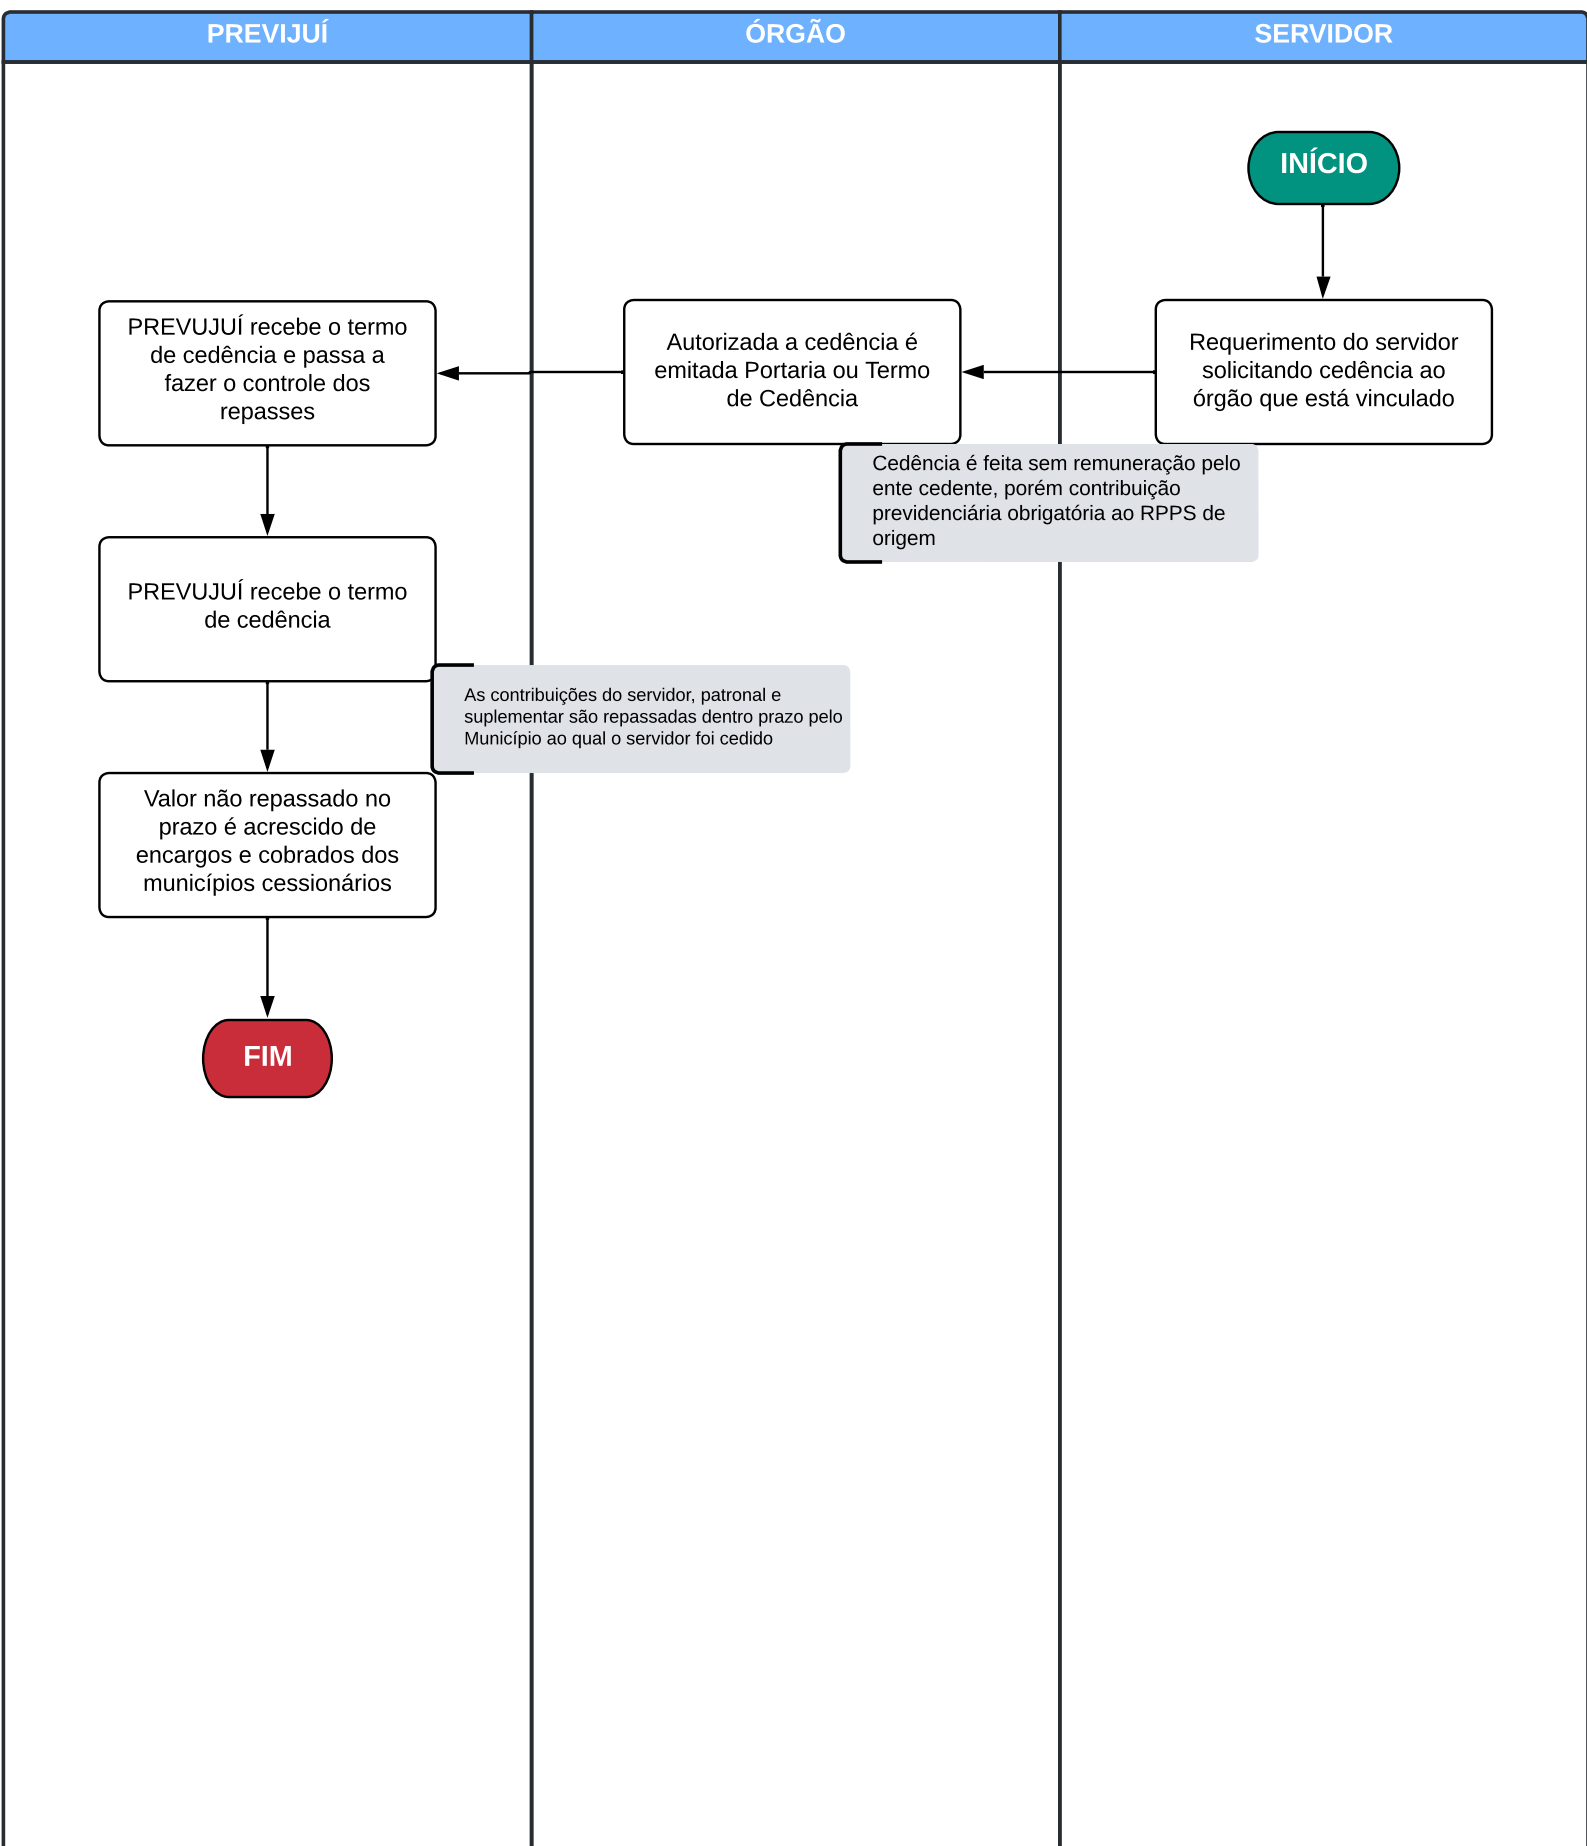 PREVIJUÍ
ÓRGÃO
SERVIDOR
INÍCIO
Requerimento do servidor
solicitando cedência ao
órgão que está vinculado
Autorizada a cedência é
emitada Portaria ou Termo
de Cedência
Cedência é feita sem remuneração pelo
ente cedente, porém contribuição
previdenciária obrigatória ao RPPS de
origem
PREVUJUÍ recebe o termo
de cedência e passa a
fazer o controle dos
repasses
PREVUJUÍ recebe o termo
de cedência
As contribuições do servidor, patronal e
suplementar são repassadas dentro prazo pelo
Município ao qual o servidor foi cedido
Valor não repassado no
prazo é acrescido de
encargos e cobrados dos
municípios cessionários
FIM